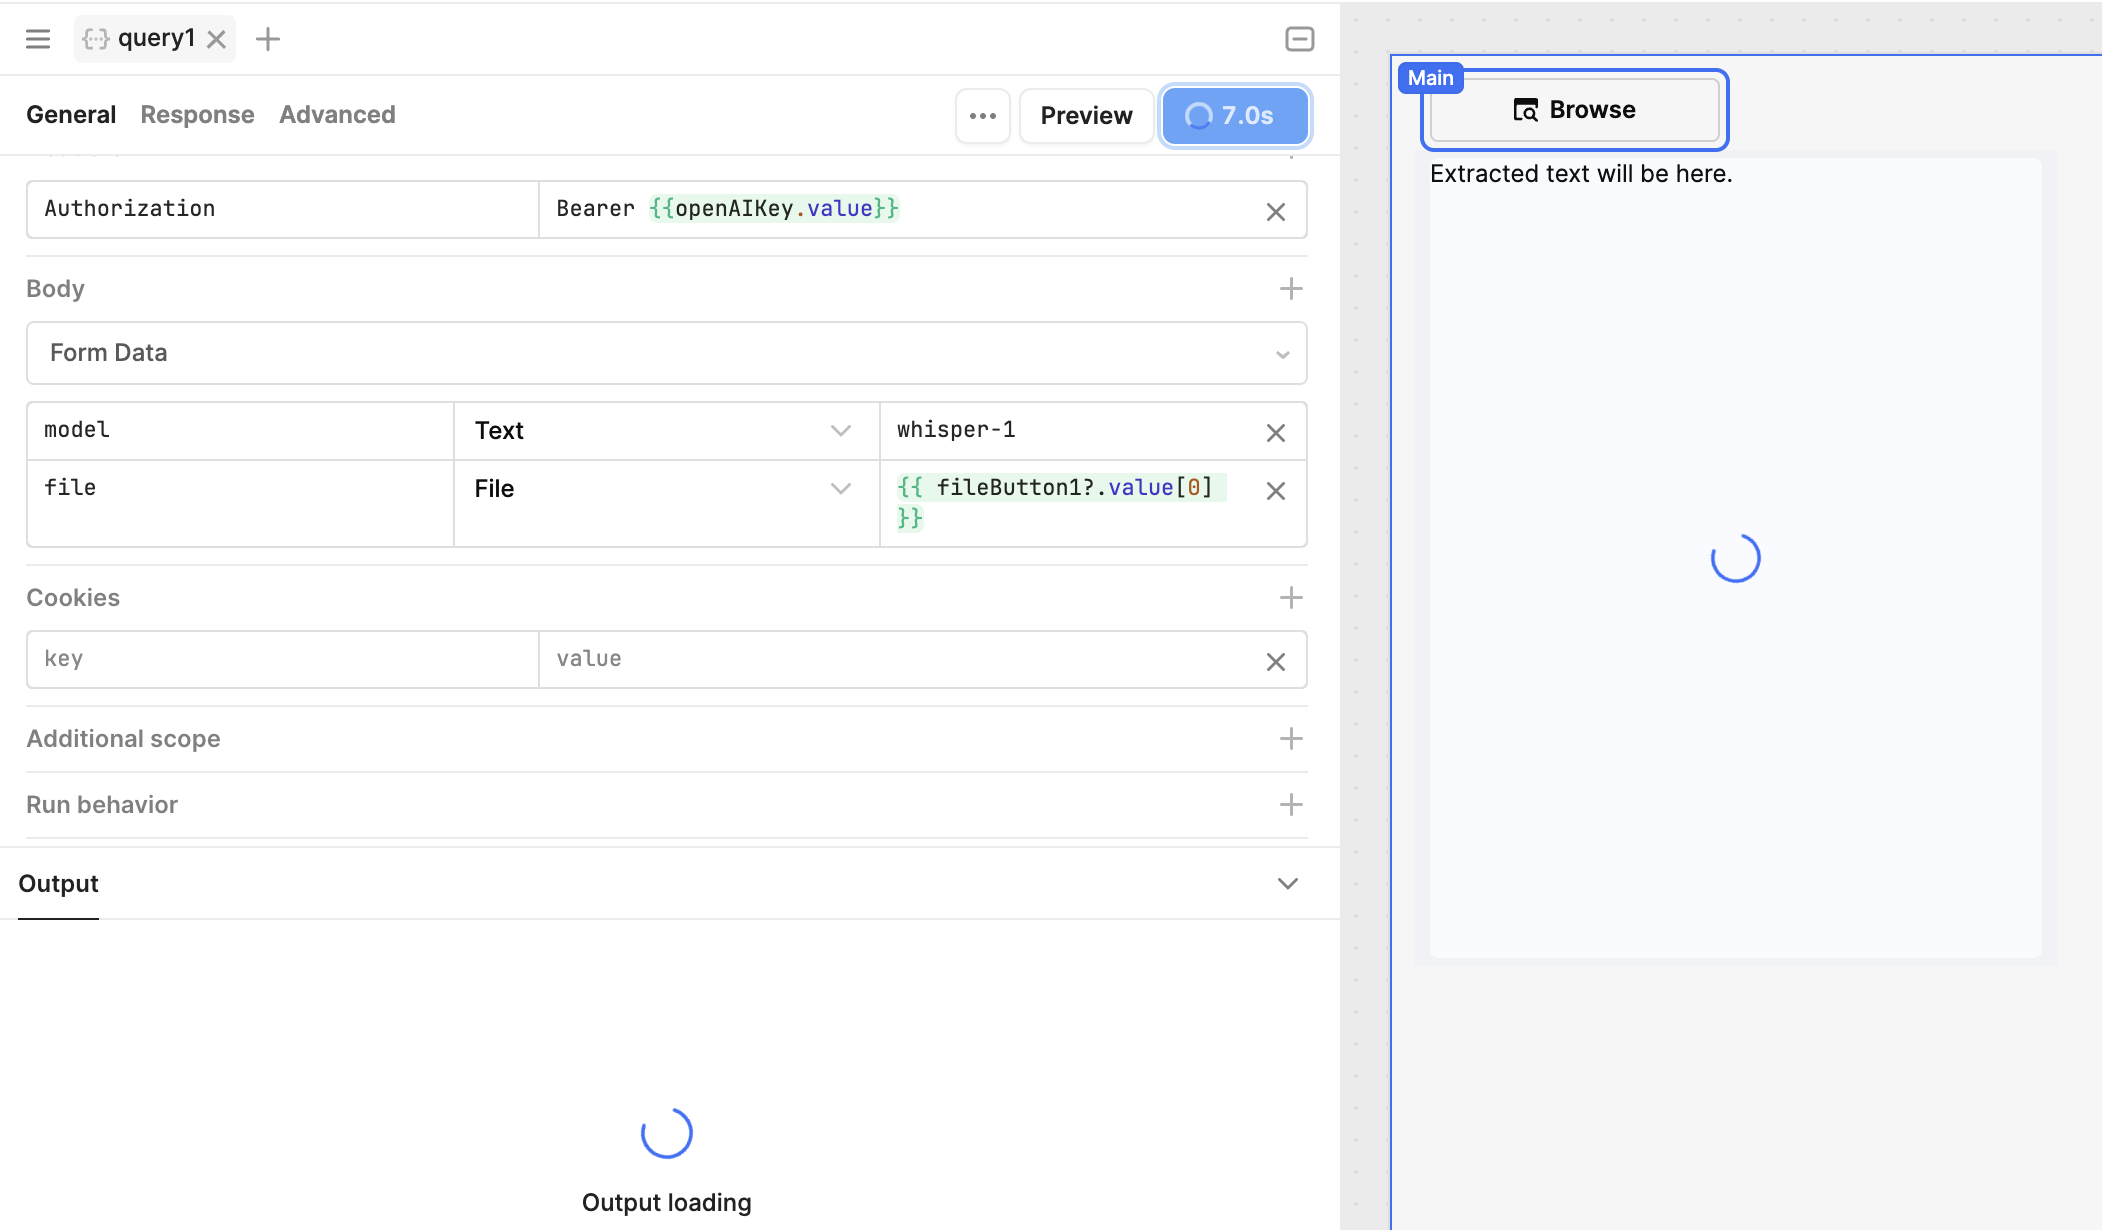 query1
General Response Advanced
Preview
7.0s
Authorization
Bearer {{openAIKey.value}}
Body
Form Data
model
Text
whisper-1
file
File
{{ fileButton1?.value[0]
}}
Cookies
key
value
Additional scope
Run behavior
Output
Output loading
Main
Browse
Extracted text will be here.